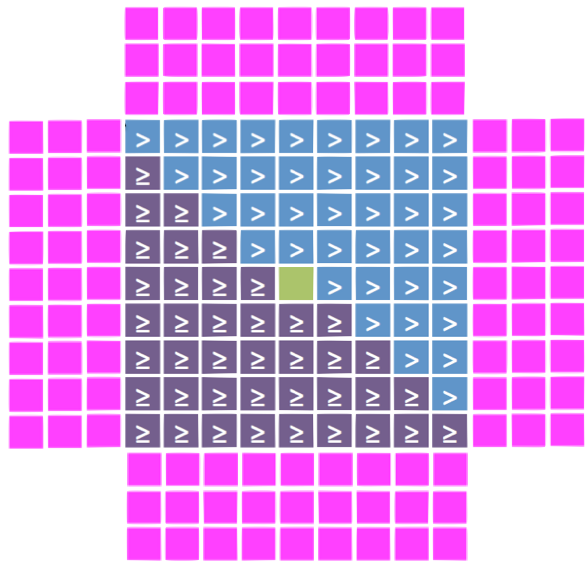 > > > > > > > > >
≥ > > > > > > > >
≥ ≥ > > > > > > >
≥ ≥ ≥ > > > > > >
≥ ≥ ≥ ≥ > > > >
≥ ≥ ≥ ≥ ≥ ≥ > > >
≥ ≥ ≥ ≥ ≥ ≥ ≥ > >
≥ ≥ ≥ ≥ ≥ ≥ ≥ ≥ >
≥ ≥ ≥ ≥ ≥ ≥ ≥ ≥ ≥